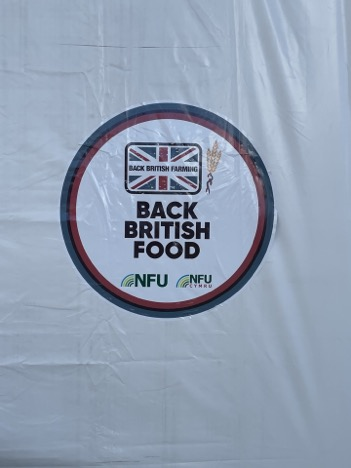 BACK BRITISH FARMING
BACK
BRITISH
FOOD
NFU
NFU
CYMRU